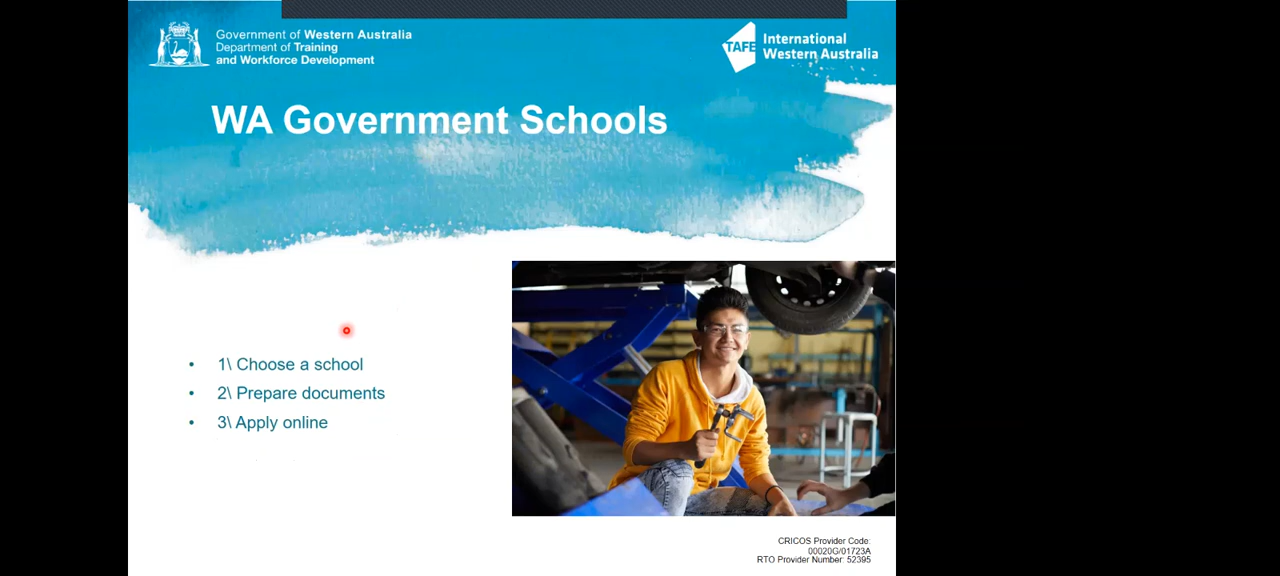 Government of Western Australia
Department of Training
and Workforce Development
TAFE
International
Western Australia
WA Government Schools
• 1\ Choose a school
• 2\ Prepare documents
• 3\ Apply online
CRICOS Provider Code:
00020G/01723A
RTO Provider Number: 52395